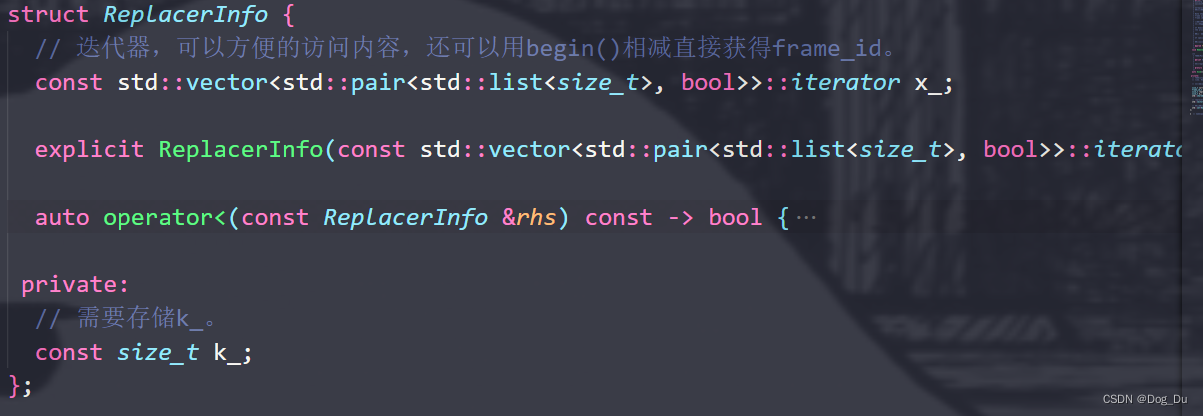 struct ReplacerInfo {
// 迭代器，可以方便的访问内容，还可以用begin()相减直接获得frame_id。
const std::vector<std::pair<std::list<size_t>, bool>>::iterator x_;
explicit ReplacerInfo(const std::vector<std::pair<std::list<size_t>, bool>>::iterato
auto operator<(const ReplacerInfo &rhs) const -> bool {···
private:
// 需要存储k_。
const size_t k_;
};
CSDN @Dog_Du